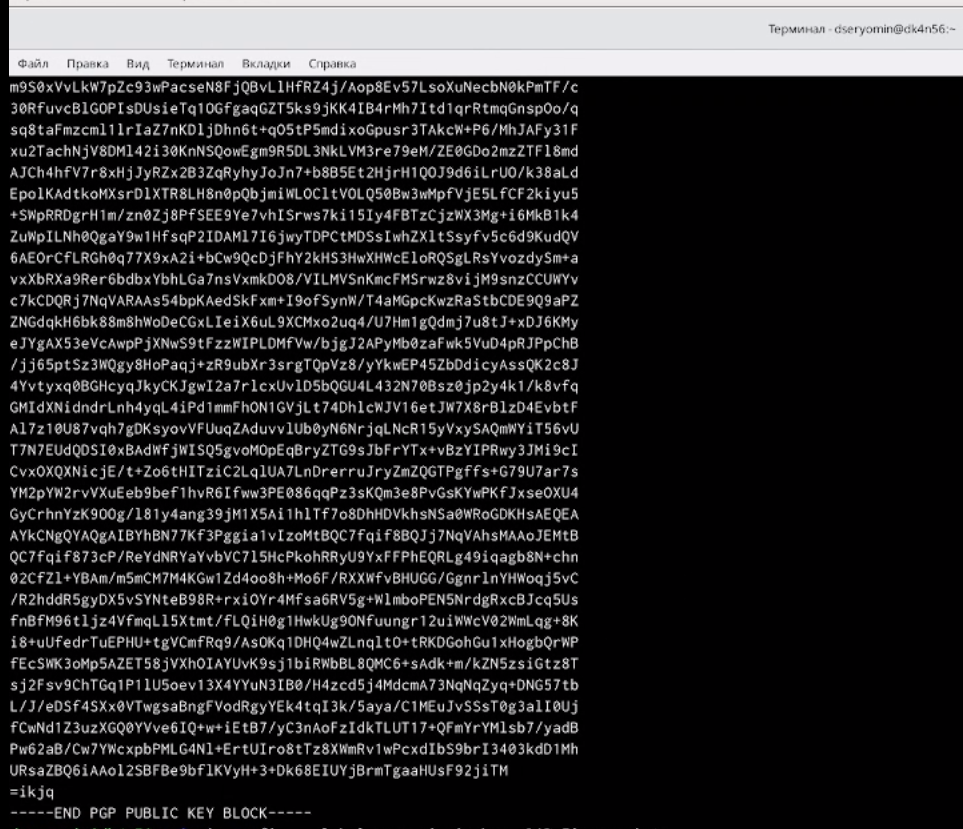 Терминал - dseryomin@dk4n56:~
Файл Правка Вид Терминал Вкладки Справка
m9S0xVvLkW7pZc93wPacseN8FjQBvLlHfRZ4j/Aop8Ev57LsoXuNecbN0kPmTF/c
30RfuvcBlGOPIsDUsieTq1OGfgaqGZT5ks9jKK4IB4rMh7Itd1qrRtmqGnspOo/q
sq8taFmzcml1lrIaZ7nKDljDhn6t+qO5tP5mdixoGpusr3TAkcW+P6/MhJAFy31F
xu2TachNjV8DMl42i30KnNSQowEgm9R5DL3NkLVM3re79eM/ZE0GDo2mzZTFl8md
AJCh4hfV7r8xHjJyRZx2B3ZqRyhyJoJn7+b8B5Et2HjrH1QOJ9d6iLrUO/k38aLd
EpolKAdtkoMXsrDlXTR8LH8n0pQbjmiWLOCltVOLQ50Bw3wMpfVjE5LfCF2kiyu5
+SWpRRDgrH1m/zn0Zj8PfSEE9Ye7vhISrws7ki15Iy4FBTzCjzWX3Mg+i6MkB1k4
ZuWpILNh0QgaY9w1HfsqP2IDAMl7I6jwyTDPCtMDSsIwhZXltSsyfv5c6d9KudQV
6AEOrCfLRGh0q77X9xA2i+bCw9QcDjFhY2kHS3HwXHWcEloRQSgLRsYvozdySm+a
vxXbRXa9Rer6bdbxYbhLGa7nsVxmkDO8/VILMVSnKmcFMSrwz8vijM9snzCCUWYv
c7kCDQRj7NqVARAAs54bpKAedSkFxm+I9ofSynW/T4aMGpcKwzRaStbCDE9Q9aPZ
ZNGdqkH6bk88m8hWoDeCGxLIeiX6uL9XCMxo2uq4/U7Hm1gQdmj7u8tJ+xDJ6KMy
eJYgAX53eVcAwpPjXNwS9tFzzWIPLDMfVw/bjgJ2APyMb0zaFwk5VuD4pRJPpChB
/jj65ptSz3WQgy8HoPaqj+zR9ubXr3srgTQpVz8/yYkwEP45ZbDdicyAssQK2c8J
4Yvtyxq0BGHcyqJkyCKJgwI2a7rlcxUvlD5bQGU4L432N70Bsz0jp2y4k1/k8vfq
GMIdXNidndrLnh4yqL4iPd1mmFhON1GVjLt74DhlcWJV16etJW7X8rBlzD4EvbtF
Al7z10U87vqh7gDKsyovVFUuqZAduvvlUb0yN6NrjqLNcR15yVxySAQmWYiT56vU
T7N7EUdQDSI0xBAdWfjWISQ5gvoMOpEqBryZTG9sJbFrYTx+vBzYIPRwy3JMi9cI
CvxOXQXNicjE/t+Zo6tHITziC2LqlUA7LnDrerruJryZmZQGTPgffs+G79U7ar7s
YM2pYW2rvVXuEeb9bef1hvR6Ifww3PE086qqPz3sKQm3e8PvGsKYwPKfJxseOXU4
GyCrhnYzK9OOg/l81y4ang39jM1X5Ai1hlTf7o8DhHDVkhsNSa0WRoGDKHsAEQEA
AYkCNgQYAQgAIBYhBN77Kf3Pggia1vIzoMtBQC7fqif8BQJj7NqVAhsMAAoJEMtB
QC7fqif873cP/ReYdNRYaYvbVC7l5HcPkohRRyU9YxFFPhEQRLg49iqagb8N+chn
02CfZl+YBAm/m5mCM7M4KGw1Zd4oo8h+Mo6F/RXXWfvBHUGG/GgnrlnYHWoqj5vC
/R2hddR5gyDX5vSYNteB98R+rxiOYr4Mfsa6RV5g+WlmboPEN5NrdgRxcBJcq5Us
fnBfM96tljz4VfmqLl5Xtmt/fLQiH0g1HwkUg9ONfuungr12uiWWcV02WmLqg+8K
i8+uUfedrTuEPHU+tgVCmfRq9/AsOKq1DHQ4wZLnqltO+tRKDGohGu1xHogbQrWP
fEcSWK3oMp5AZET58jVXhOIAYUvK9sj1biRWbBL8QMC6+sAdk+m/kZN5zsiGtz8T
sj2Fsv9ChTGq1P1lU5oev13X4YYuN3IB0/H4zcd5j4MdcmA73NqNqZyq+DNG57tb
L/J/eDSf4SXx0VTwgsaBngFVodRgyYEk4tqI3k/5aya/C1MEuJvSSsT0g3alI0Uj
fCwNd1Z3uzXGQ0YVve6IQ+w+iEtB7/yC3nAoFzIdkTLUT17+QFmYrYMlsb7/yadB
Pw62aB/Cw7YWcxpbPMLG4Nl+ErtUIro8tTz8XWmRv1wPcxdIbS9brI3403kdD1Mh
URsaZBQ6iAAol2SBFBe9bflKVyH+3+Dk68EIUYjBrmTgaaHUsF92jiTM
=ikjq
-----END PGP PUBLIC KEY BLOCK-----